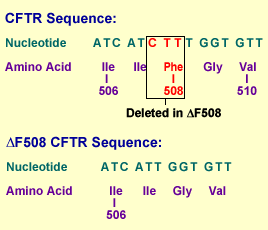 CFTR Sequence:
Nucleotide ATC ATC TTT GGT GTT
Amino Acid Ile Ile Phe Gly Val
506 508 510
Deleted in ΔF508
ΔF508 CFTR Sequence:
Nucleotide ATC ATT GGT GTT
Amino Acid Ile Ile Gly Val
506